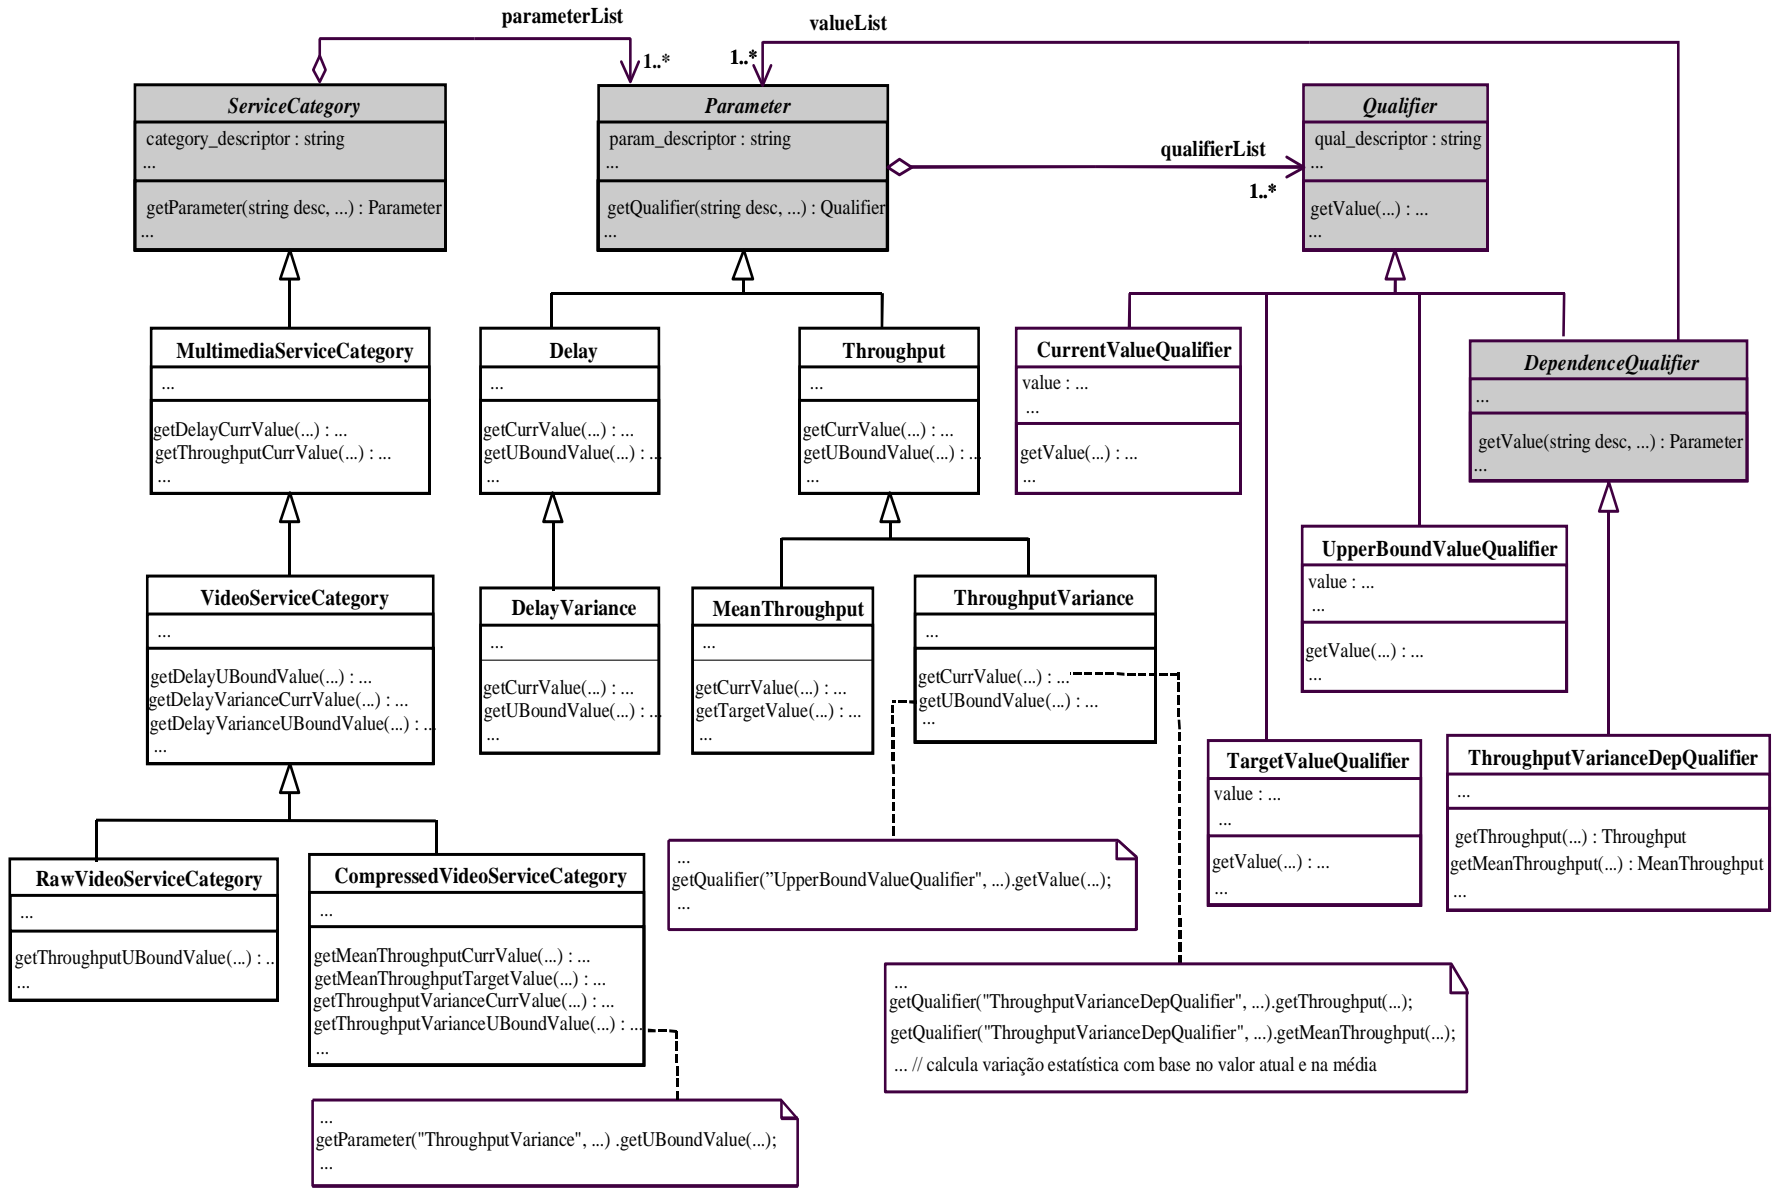 parameterList
valueList
1..*
1..*
ServiceCategory
category_descriptor : string
...
getParameter(string desc, ...) : Parameter
...
Parameter
param_descriptor : string
...
getQualifier(string desc, ...) : Qualifier
...
qualifierList
1..*
Qualifier
qual_descriptor : string
...
getValue(...) : ...
...
MultimediaServiceCategory
...
getDelayCurrValue(...) : ...
getThroughputCurrValue(...) : ...
...
Delay
...
getCurrValue(...) : ...
getUBoundValue(...) : ...
...
Throughput
...
getCurrValue(...) : ...
getUBoundValue(...) : ...
...
CurrentValueQualifier
value : ...
...
getValue(...) : ...
...
DependenceQualifier
...
getValue(string desc, ...) : Parameter
...
UpperBoundValueQualifier
value : ...
...
getValue(...) : ...
...
VideoServiceCategory
...
getDelayUBoundValue(...) : ...
getDelayVarianceCurrValue(...) : ...
getDelayVarianceUBoundValue(...) : ...
...
DelayVariance
...
getCurrValue(...) : ...
getUBoundValue(...) : ...
...
MeanThroughput
...
getCurrValue(...) : ...
getTargetValue(...) : ...
...
ThroughputVariance
...
getCurrValue(...) : ...
getUBoundValue(...) : ...
...
TargetValueQualifier
value : ...
...
getValue(...) : ...
...
ThroughputVarianceDepQualifier
...
getThroughput(...) : Throughput
getMeanThroughput(...) : MeanThroughput
...
RawVideoServiceCategory
...
getThroughputUBoundValue(...) : ..
...
CompressedVideoServiceCategory
...
getMeanThroughputCurrValue(...) : ...
getMeanThroughputTargetValue(...) : ...
getThroughputVarianceCurrValue(...) : ...
getThroughputVarianceUBoundValue(...) : ...
...
...
getQualifier(”UpperBoundValueQualifier", ...).getValue(...);
...
...
getQualifier("ThroughputVarianceDepQualifier", ...).getThroughput(...);
getQualifier("ThroughputVarianceDepQualifier", ...).getMeanThroughput(...);
... // calcula variação estatística com base no valor atual e na média
...
getParameter("ThroughputVariance", ...) .getUBoundValue(...);
...